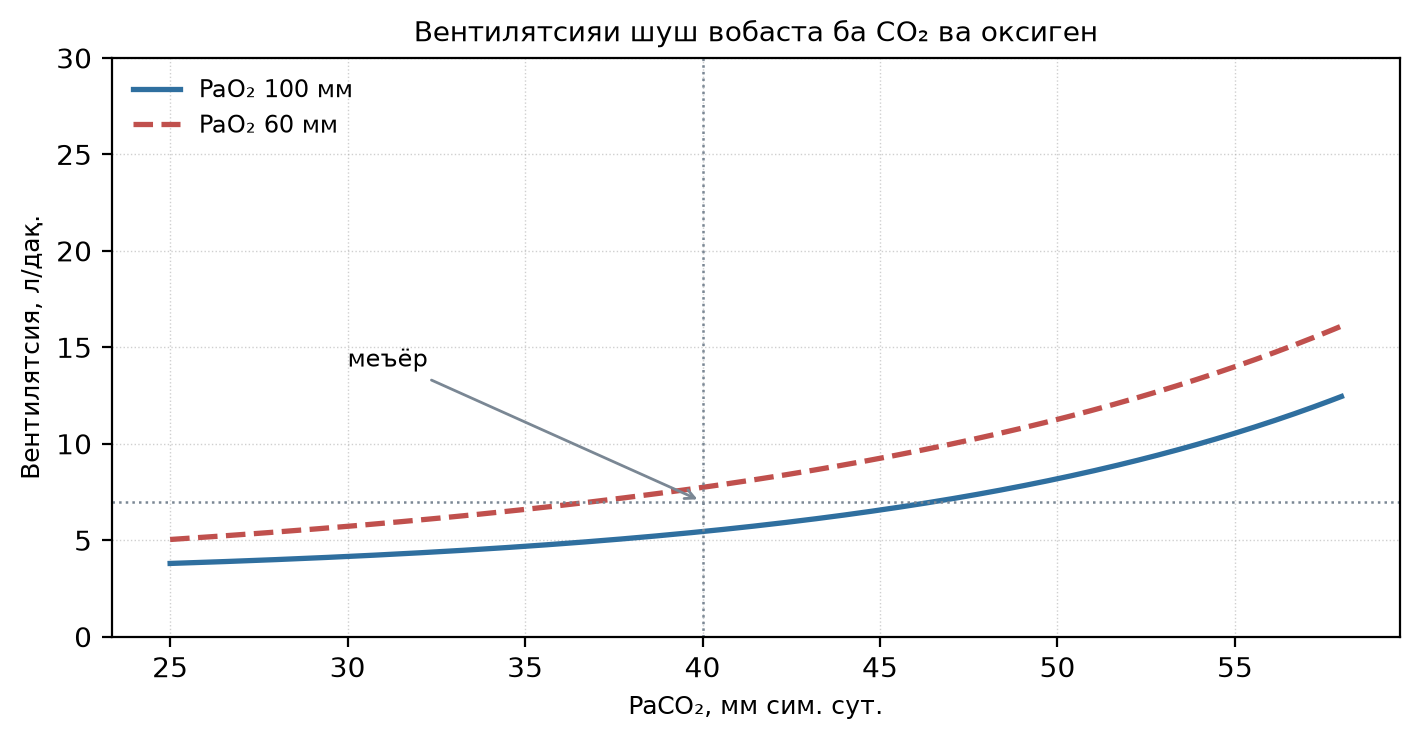 Вентилятсияи шуш вобаста ба CO₂ ва оксиген
PaO₂ 100 мм
PaO₂ 60 мм
меъёр
Вентилятсия, л/дақ.
30
25
20
15
10
5
0
25 30 35 40 45 50 55
PaCO₂, мм сим. сут.